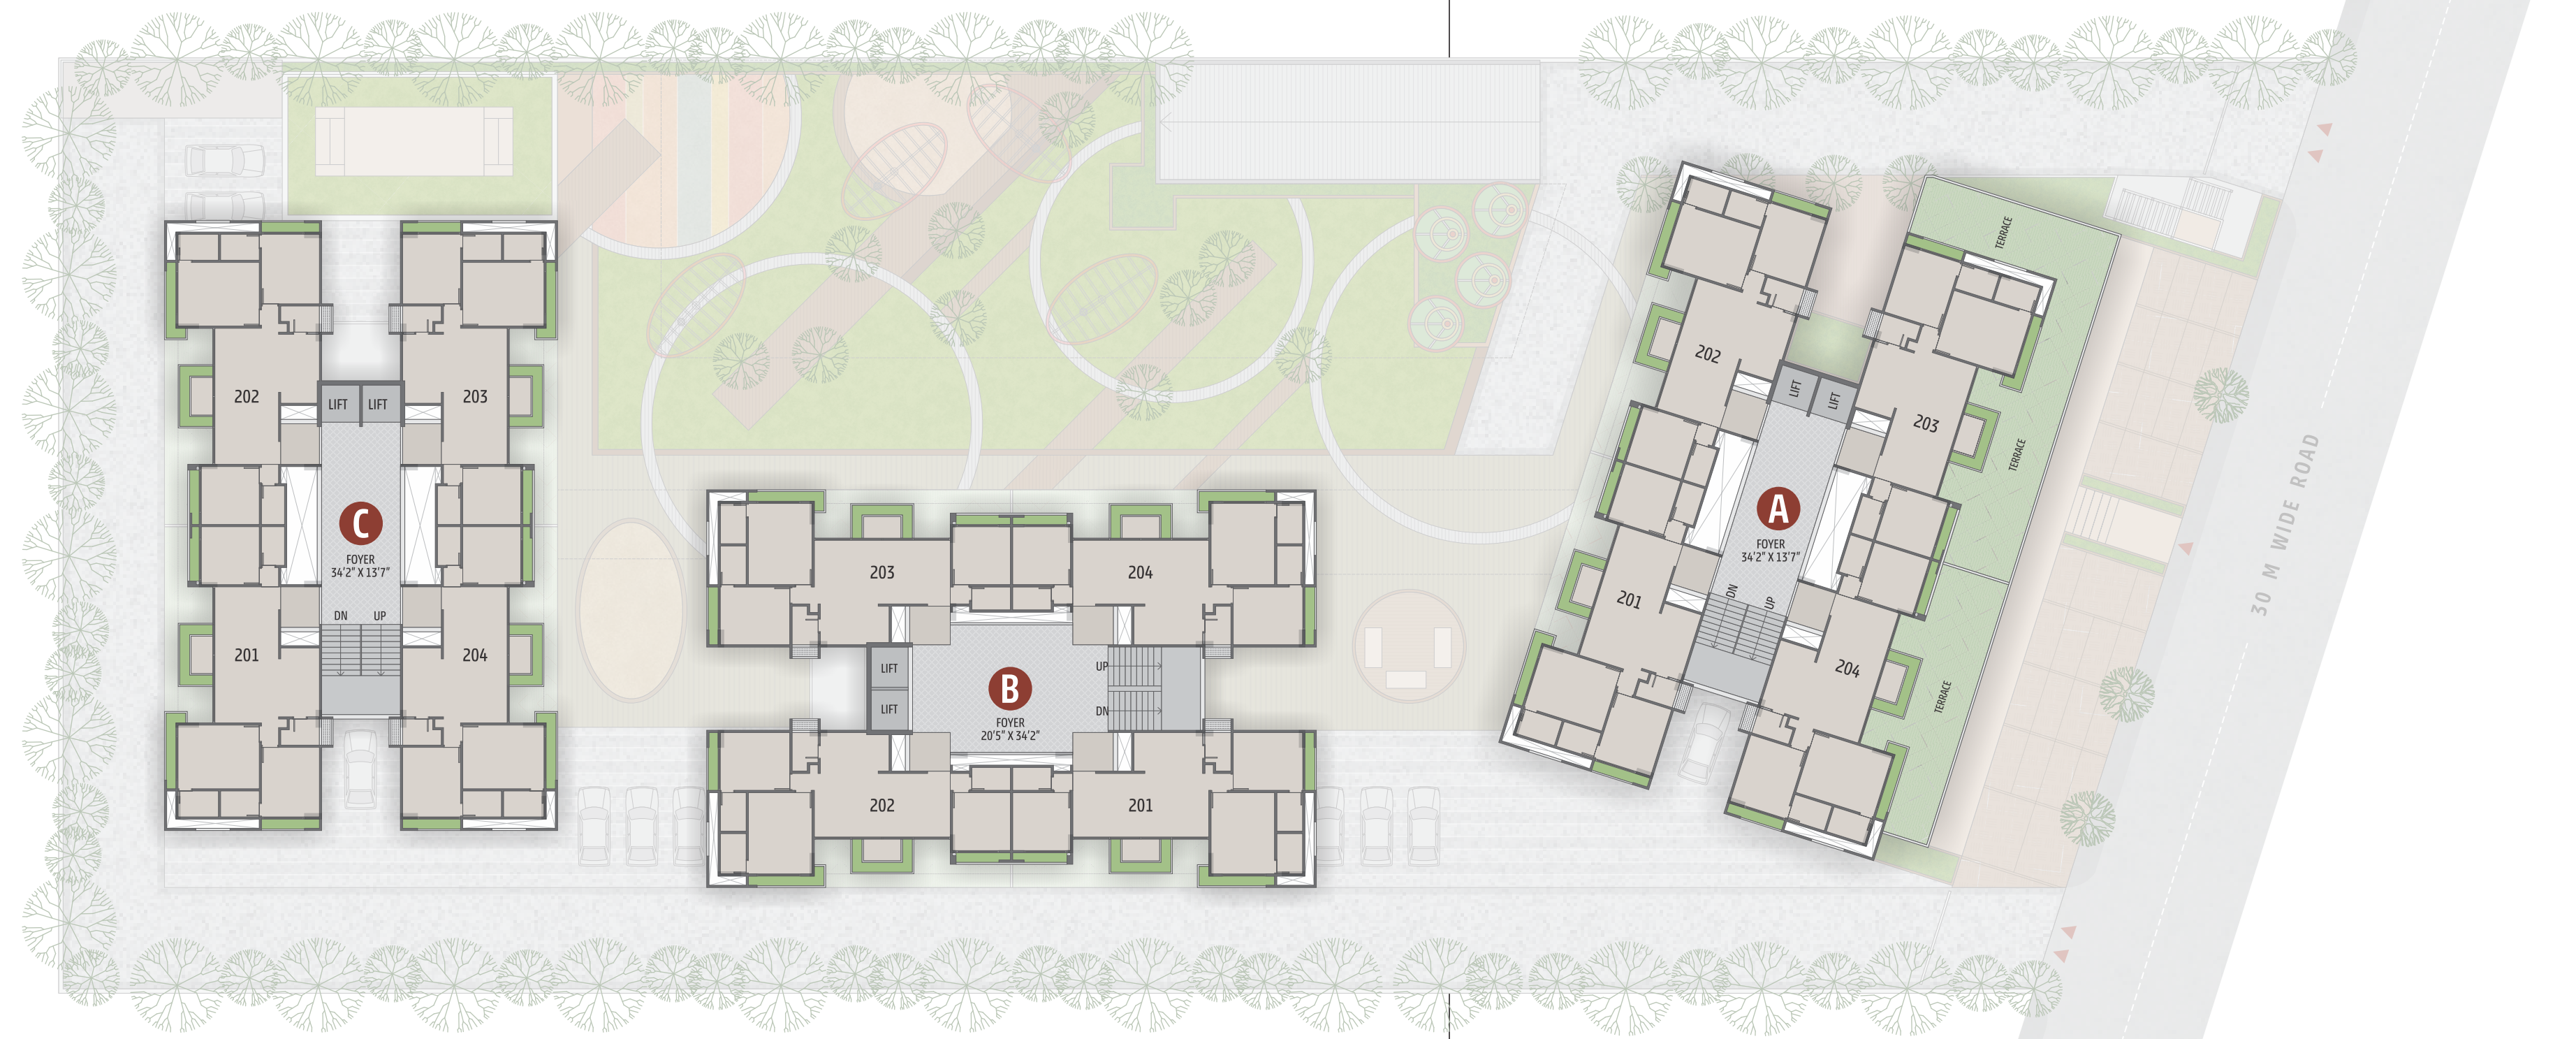 202
203
LIFT
LIFT
C
FOYER
34'2" X 13'7"
DN
UP
201
204
203
204
LIFT
LIFT
B
FOYER
20'5" X 34'2"
UP
DN
202
201
202
LIFT
LIFT
203
A
FOYER
34'2" X 13'7"
DN
UP
201
204
TERRACE
TERRACE
TERRACE
30 M WIDE ROAD